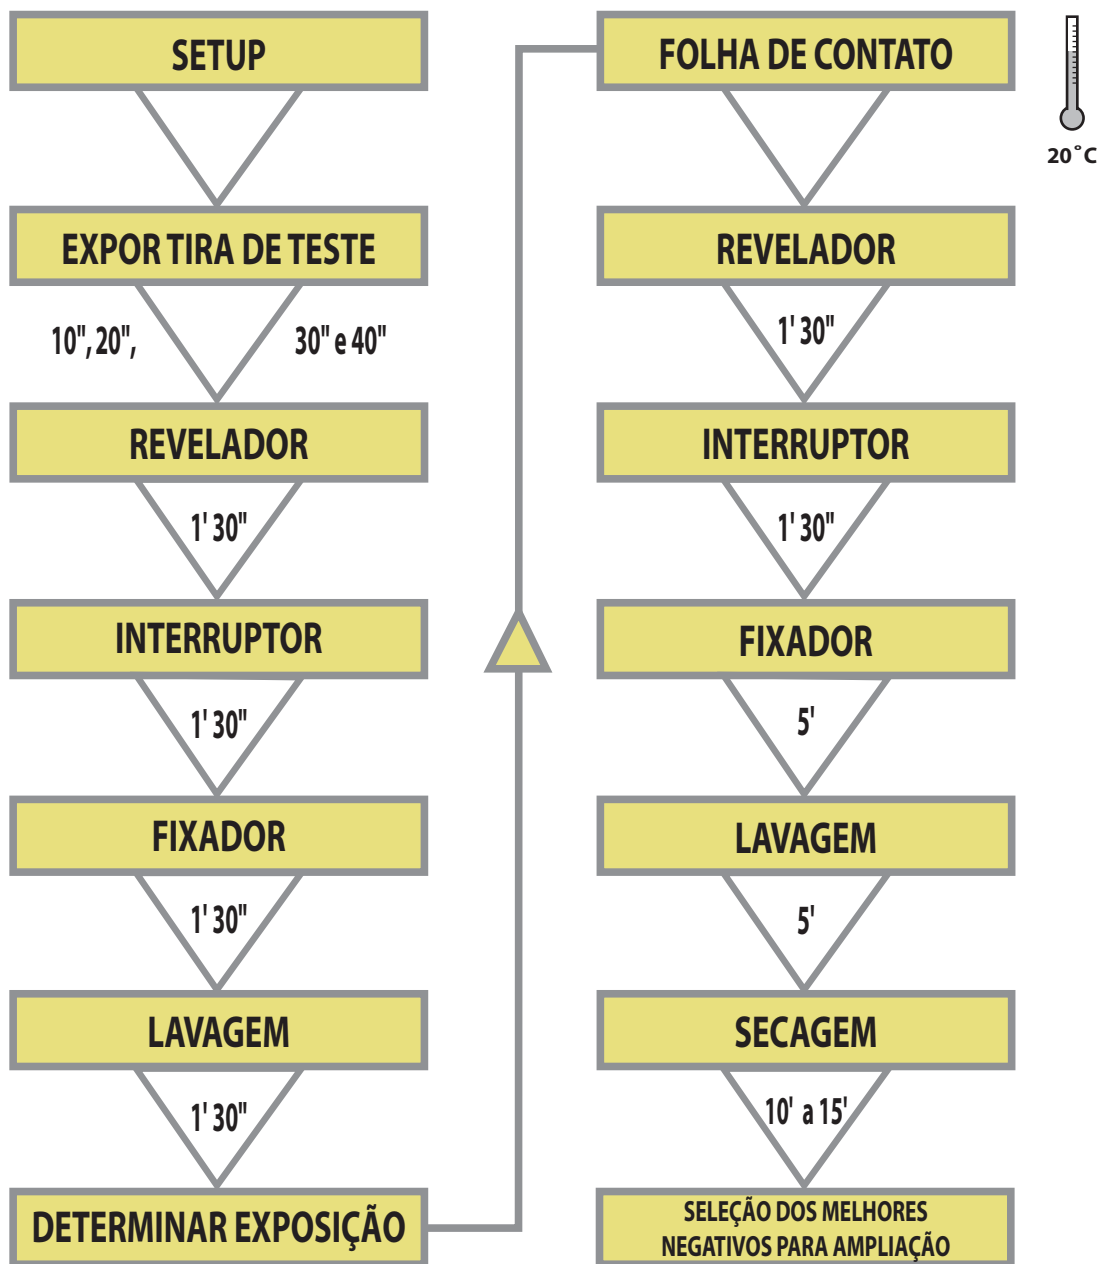 SETUP
EXPOR TIRA DE TESTE
10", 20",
30" e 40"
REVELADOR
1' 30"
INTERRUPTOR
1' 30"
FIXADOR
1' 30"
LAVAGEM
1' 30"
DETERMINAR EXPOSIÇÃO
FOLHA DE CONTATO
REVELADOR
1' 30"
INTERRUPTOR
1' 30"
FIXADOR
5'
LAVAGEM
5'
SECAGEM
10' a 15'
SELEÇÃO DOS MELHORES
NEGATIVOS PARA AMPLIAÇÃO
20°C